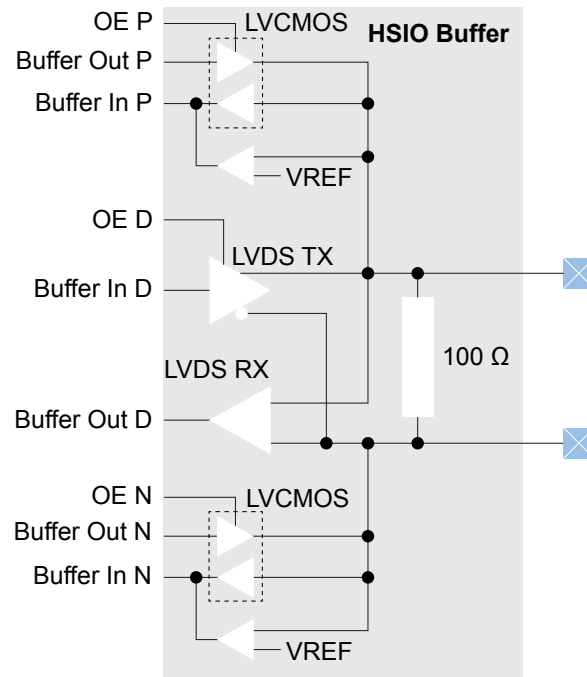 OE P
LVCMOS
HSIO Buffer
Buffer Out P
Buffer In P
VREF
OE D
LVDS TX
Buffer In D
100 Ω
LVDS RX
Buffer Out D
OE N
LVCMOS
Buffer Out N
Buffer In N
VREF